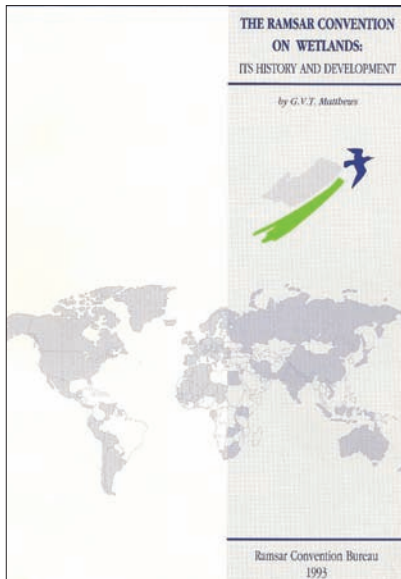 THE RAMSAR CONVENTION
ON WETLANDS:
ITS HISTORY AND DEVELOPMENT
by G.V.T. Matthews
Ramsar Convention Bureau
1993